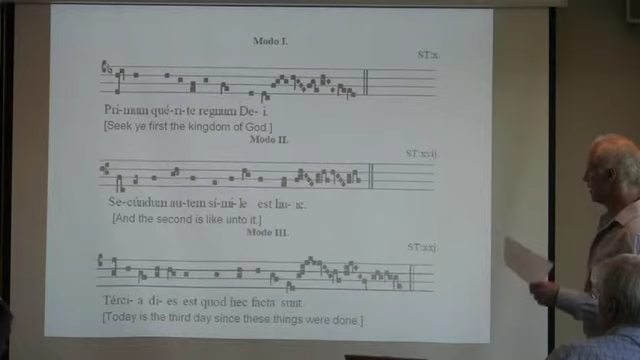 Modo I.
ST:x.
Pri-mum qué-ri-te regnum De- i.
[Seek ye first the kingdom of God.]
Modo II.
ST:xvij.
Se-cúndum au-tem sí-mi- le est hu- ic.
[And the second is like unto it.]
Modo III.
ST:xxj.
Térci- a di- es est quod hec facta sunt.
[Today is the third day since these things were done.]